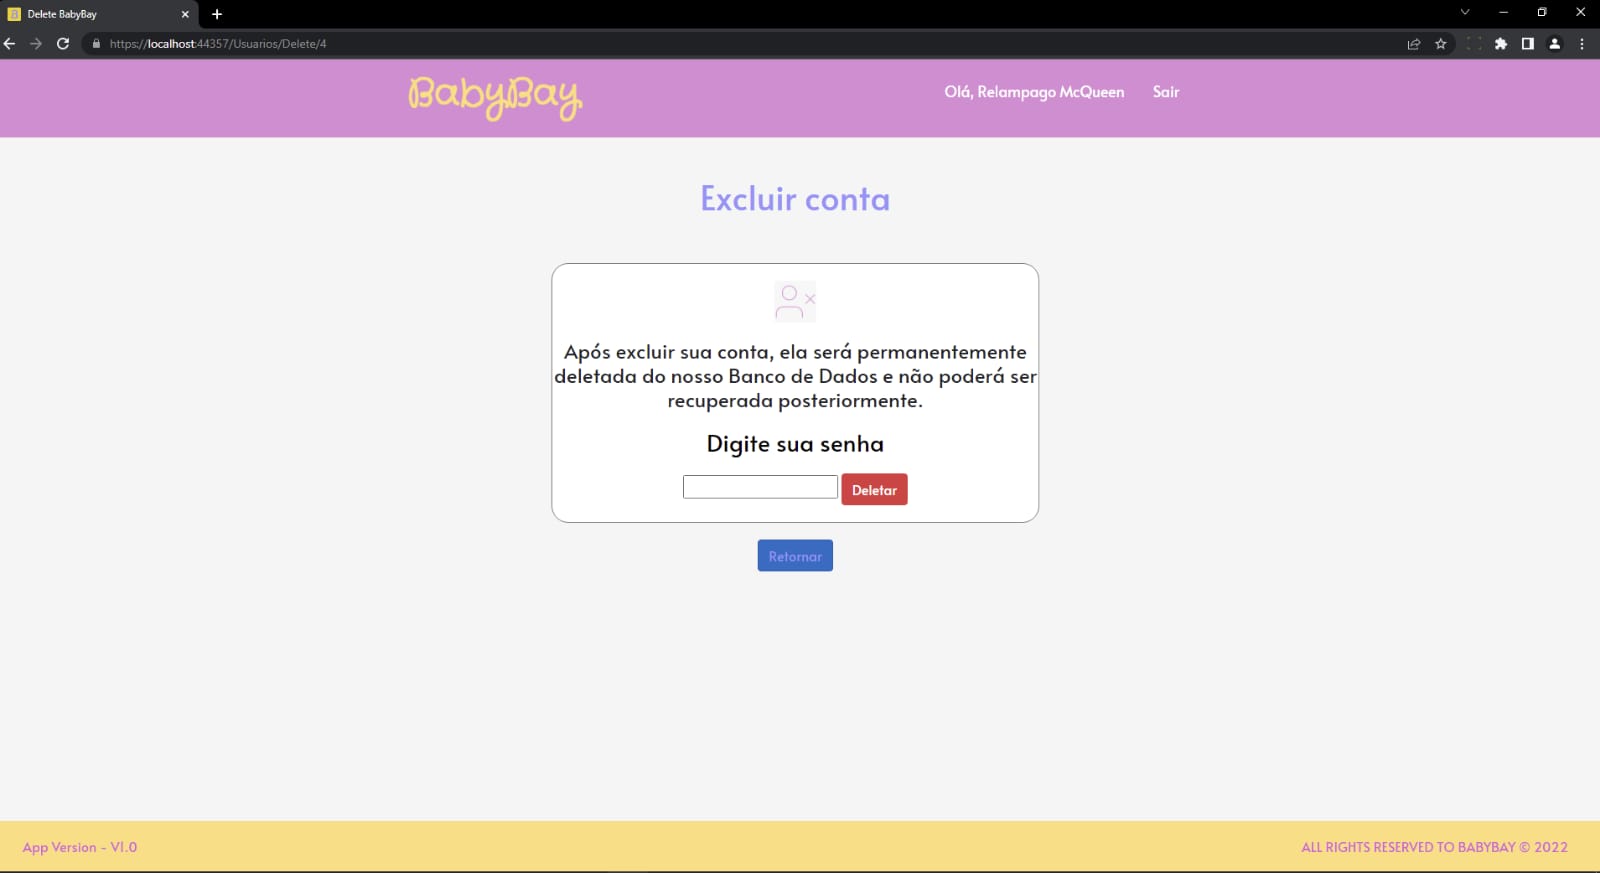 Delete BabyBay
https://localhost:44357/Usuarios/Delete/4
BabyBay
Olá, Relampago McQueen
Sair
Excluir conta
Após excluir sua conta, ela será permanentemente
deletada do nosso Banco de Dados e não poderá ser
recuperada posteriormente.
Digite sua senha
Deletar
Retornar
App Version - V1.0
ALL RIGHTS RESERVED TO BABYBAY © 2022